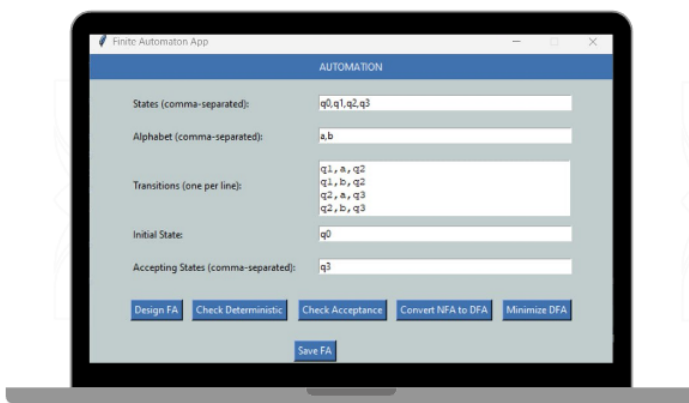 Finite Automaton App
AUTOMATION
States (comma-separated): q0,q1,q2,q3
Alphabet (comma-separated): a,b
Transitions (one per line):
q1,a,q2
q1,b,q2
q2,a,q3
q2,b,q3
Initial State: q0
Accepting States (comma-separated): q3
Design FA Check Deterministic Check Acceptance Convert NFA to DFA Minimize DFA
Save FA